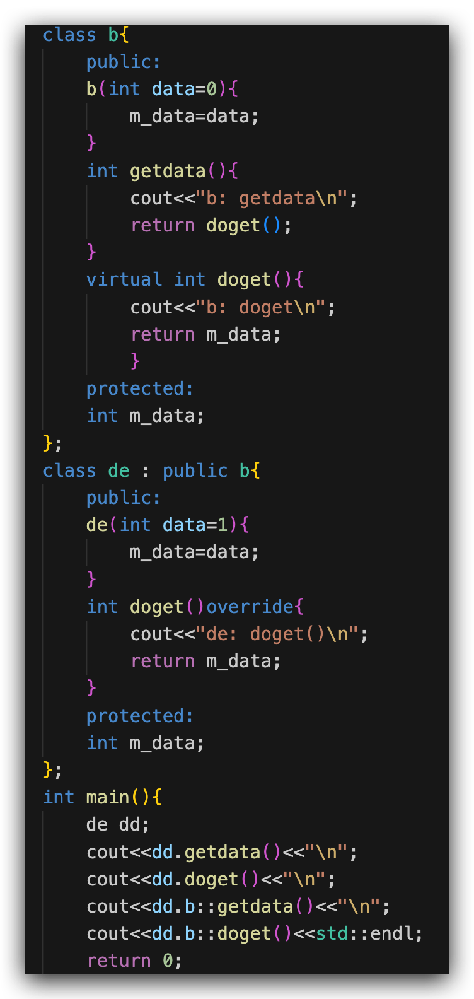 class b{
    public:
    b(int data=0){
        m_data=data;
    }
    int getdata(){
        cout<<"b: getdata\n";
        return doget();
    }
    virtual int doget(){
        cout<<"b: doget\n";
        return m_data;
        }
    protected:
    int m_data;
};
class de : public b{
    public:
    de(int data=1){
        m_data=data;
    }
    int doget()override{
        cout<<"de: doget()\n";
        return m_data;
    }
    protected:
    int m_data;
};
int main(){
    de dd;
    cout<<dd.getdata()<<"\n";
    cout<<dd.doget()<<"\n";
    cout<<dd.b::getdata()<<"\n";
    cout<<dd.b::doget()<<std::endl;
    return 0;